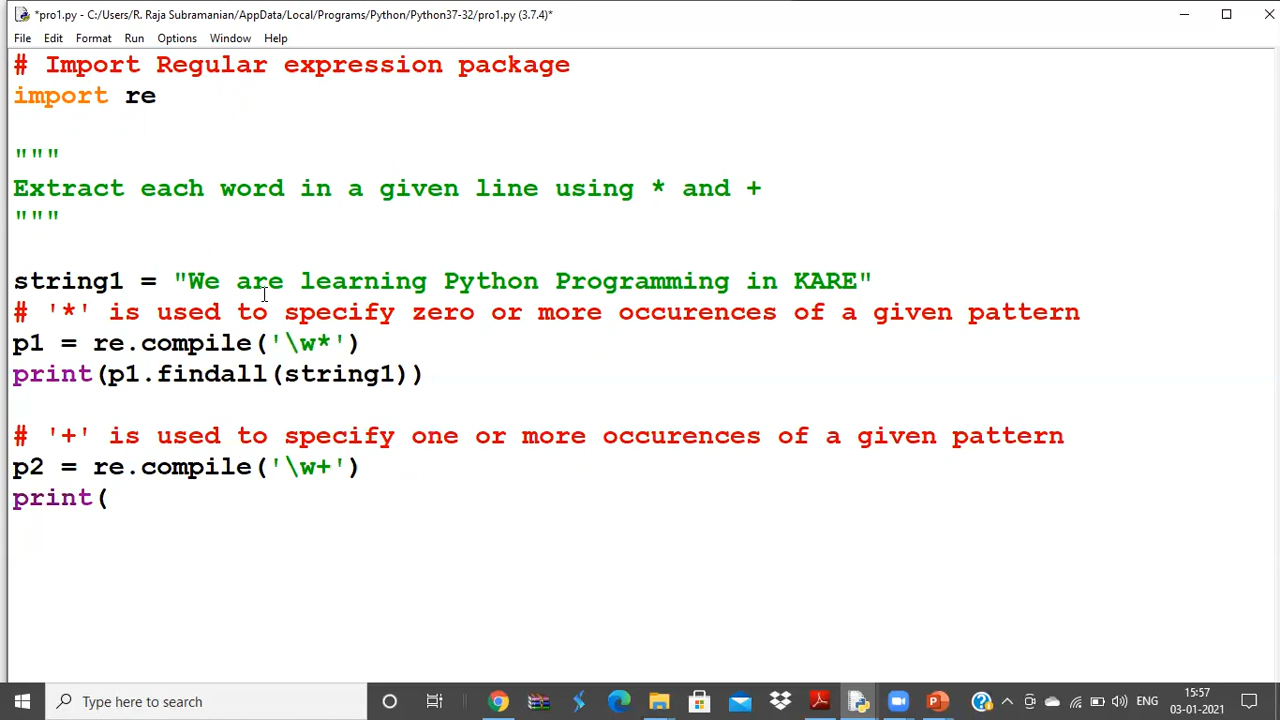 *pro1.py - C:/Users/R. Raja Subramanian/AppData/Local/Programs/Python/Python37-32/pro1.py (3.7.4)*
File Edit Format Run Options Window Help
# Import Regular expression package
import re
"""
Extract each word in a given line using * and +
"""
string1 = "We are learning Python Programming in KARE"
# '*' is used to specify zero or more occurences of a given pattern
p1 = re.compile('\w*')
print(p1.findall(string1))
# '+' is used to specify one or more occurences of a given pattern
p2 = re.compile('\w+')
print(
Type here to search
ENG
15:57
03-01-2021